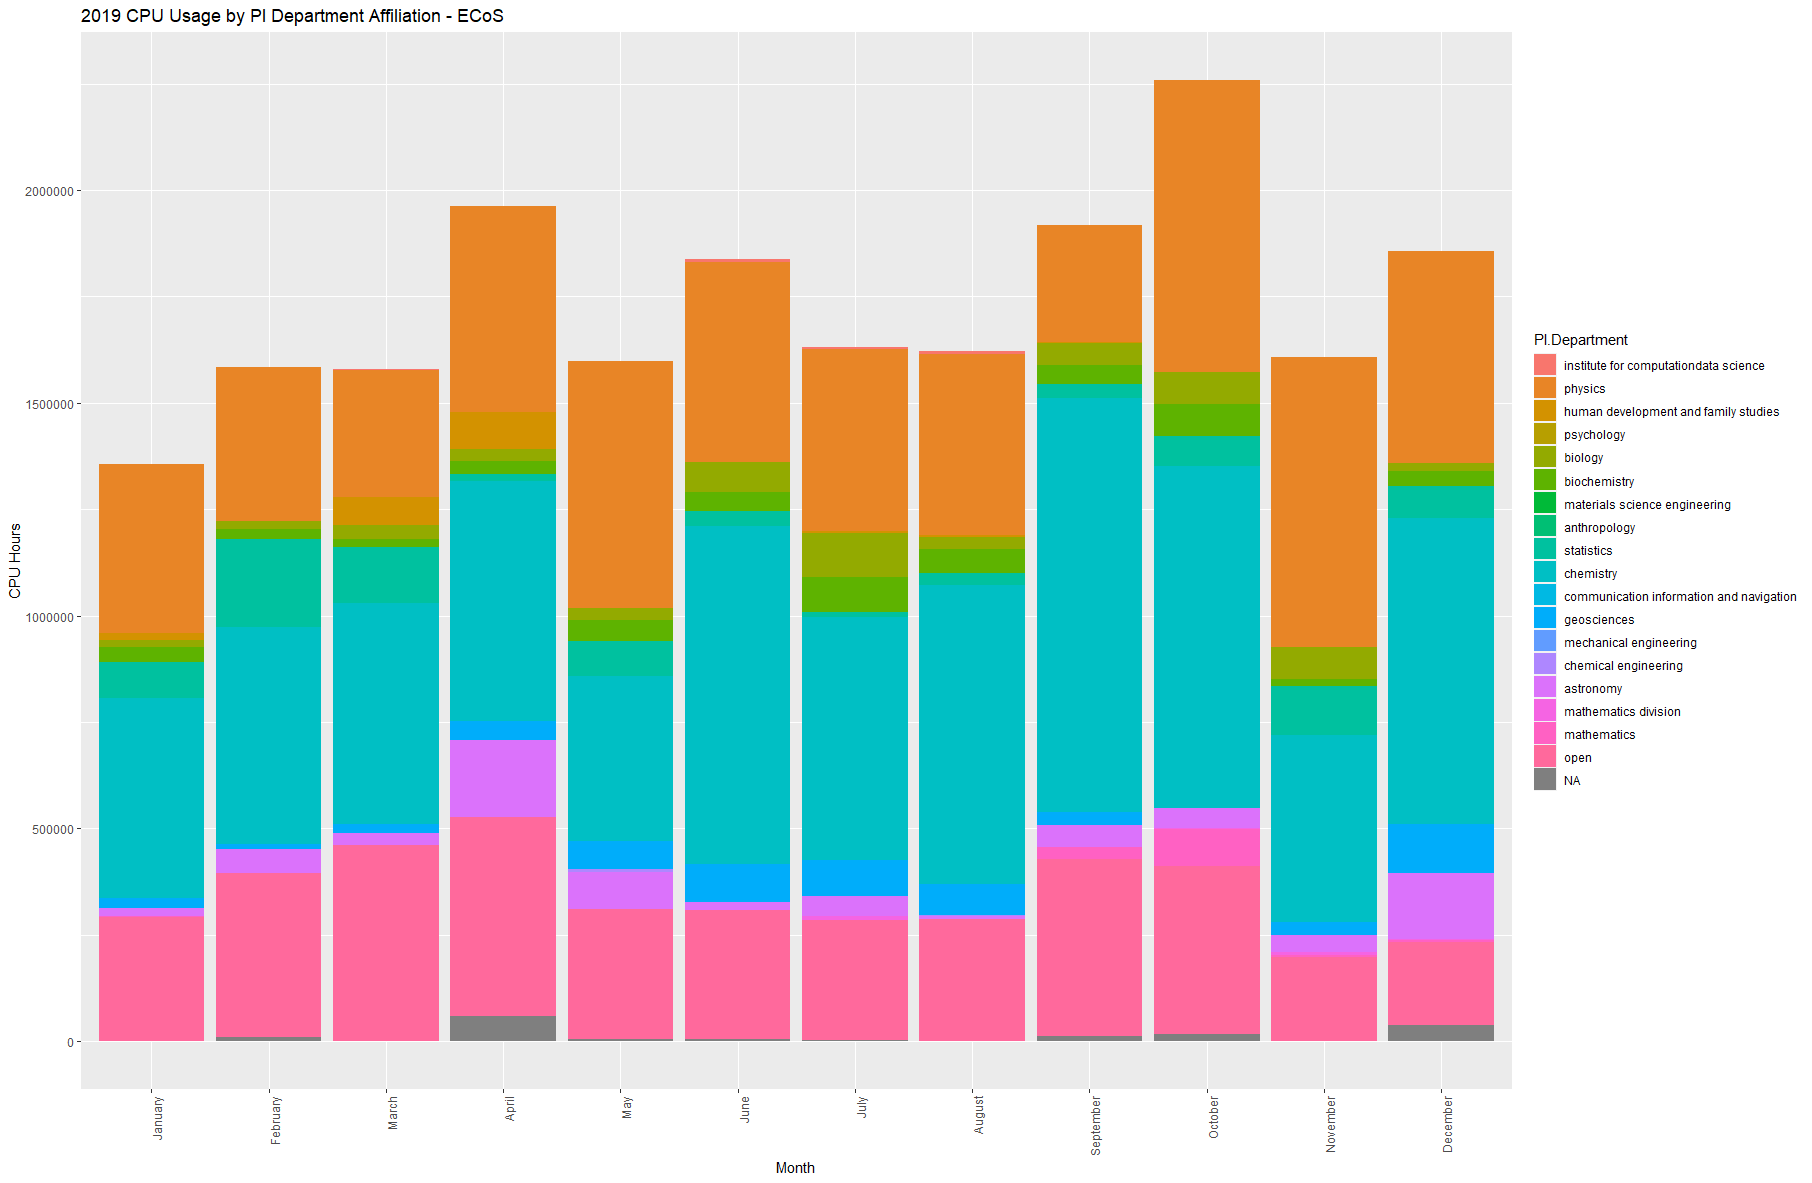 2019 CPU Usage by PI Department Affiliation - ECoS
CPU Hours
2000000
1500000
1000000
500000
0
January
February
March
April
May
June
July
August
September
October
November
December
Month
PI.Department
institute for computationdata science
physics
human development and family studies
psychology
biology
biochemistry
materials science engineering
anthropology
statistics
chemistry
communication information and navigation
geosciences
mechanical engineering
chemical engineering
astronomy
mathematics division
mathematics
open
NA